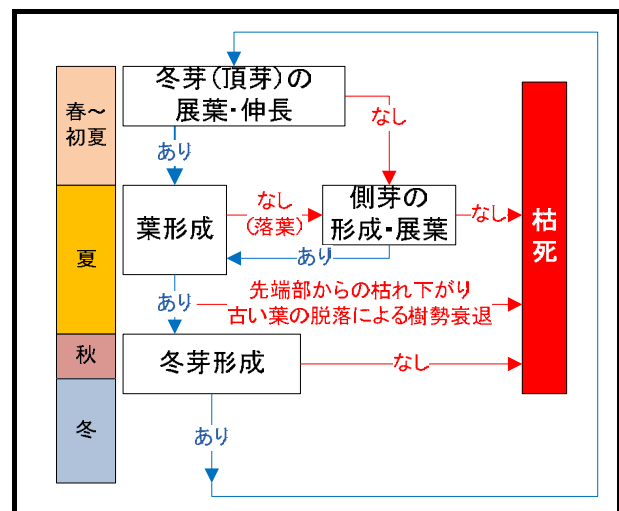 冬芽(頂芽)の
展葉・伸長
春～
初夏
なし
あり
葉形成
なし
(落葉)
側芽の
形成・展葉
なし
枯死
夏
あり
あり
先端部からの枯れ下がり
古い葉の脱落による樹勢衰退
秋
冬芽形成
なし
冬
あり